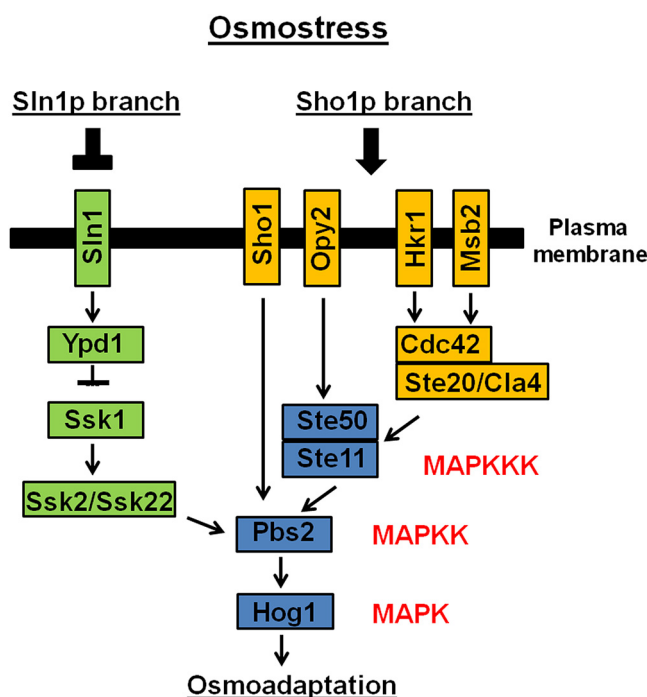 Osmostress
Sln1p branch
Sho1p branch
Sln1
Sho1
Opy2
Hkr1
Msb2
Plasma
membrane
Ypd1
Cdc42
Ste20/Cla4
Ssk1
Ste50
Ste11
MAPKKK
Ssk2/Ssk22
Pbs2
MAPKK
Hog1
MAPK
Osmoadaptation